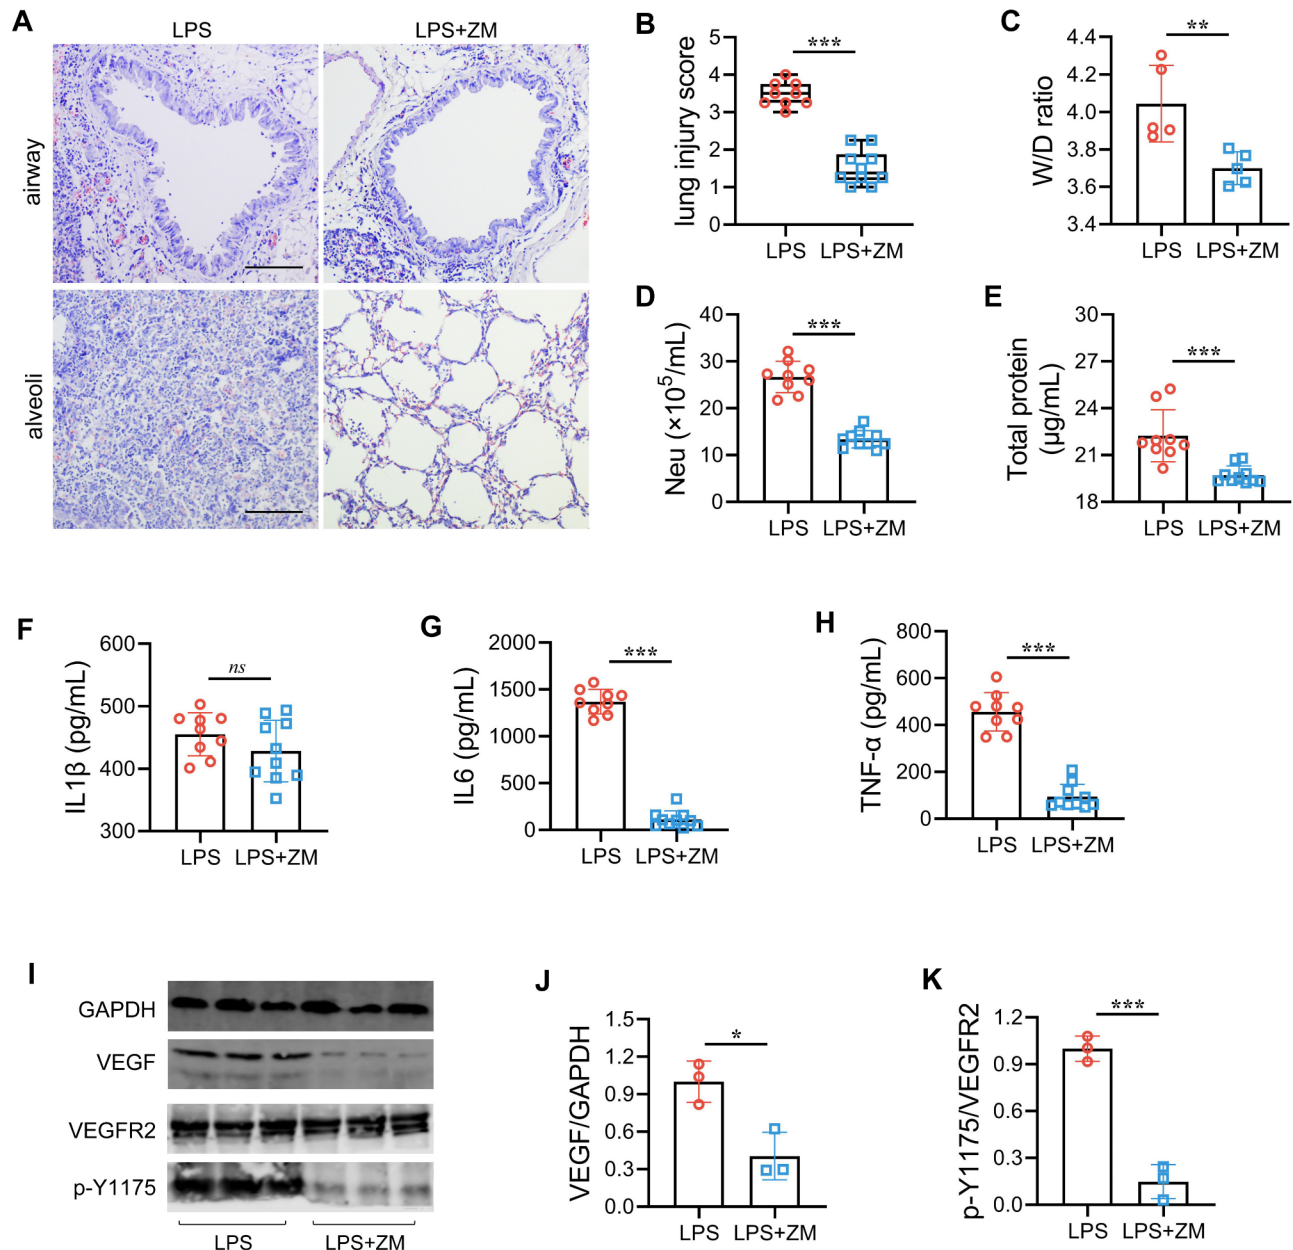 A
LPS
LPS+ZM
airway
alveoli
B
lung injury score
5
4
3
2
1
0
***
LPS
LPS+ZM
C
W/D ratio
4.4
4.2
4.0
3.8
3.6
3.4
**
LPS
LPS+ZM
D
Neu (×10⁵/mL)
40
30
20
10
0
***
LPS
LPS+ZM
E
Total protein
(μg/mL)
30
27
24
21
18
***
LPS
LPS+ZM
F
IL1β (pg/mL)
600
500
400
300
ns
LPS
LPS+ZM
G
IL6 (pg/mL)
2000
1500
1000
500
0
***
LPS
LPS+ZM
H
TNF-α (pg/mL)
800
600
400
200
0
***
LPS
LPS+ZM
I
GAPDH
VEGF
VEGFR2
p-Y1175
LPS
LPS+ZM
J
VEGF/GAPDH
1.5
1.2
0.9
0.6
0.3
0.0
*
LPS
LPS+ZM
K
p-Y1175/VEGFR2
1.2
0.9
0.6
0.3
0.0
***
LPS
LPS+ZM